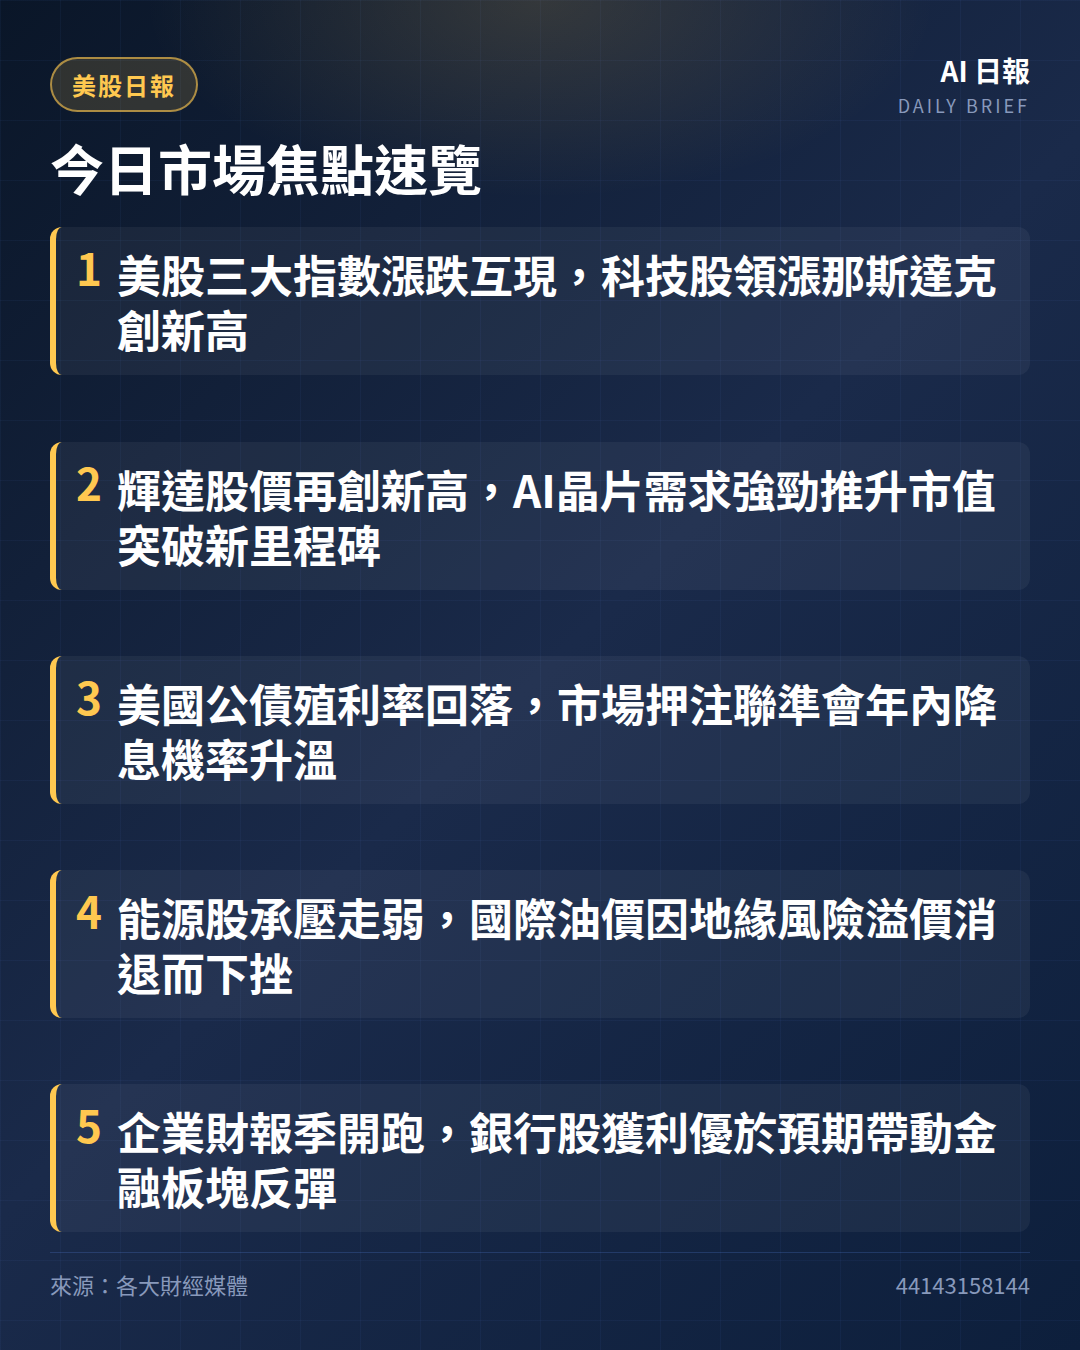 美股日報
AI 日報
DAILY BRIEF
今日市場焦點速覽
1 美股三大指數漲跌互現，科技股領漲那斯達克
創新高
2 輝達股價再創新高，AI晶片需求強勁推升市值
突破新里程碑
3 美國公債殖利率回落，市場押注聯準會年內降
息機率升溫
4 能源股承壓走弱，國際油價因地緣風險溢價消
退而下挫
5 企業財報季開跑，銀行股獲利優於預期帶動金
融板塊反彈
來源：各大財經媒體
44143158144